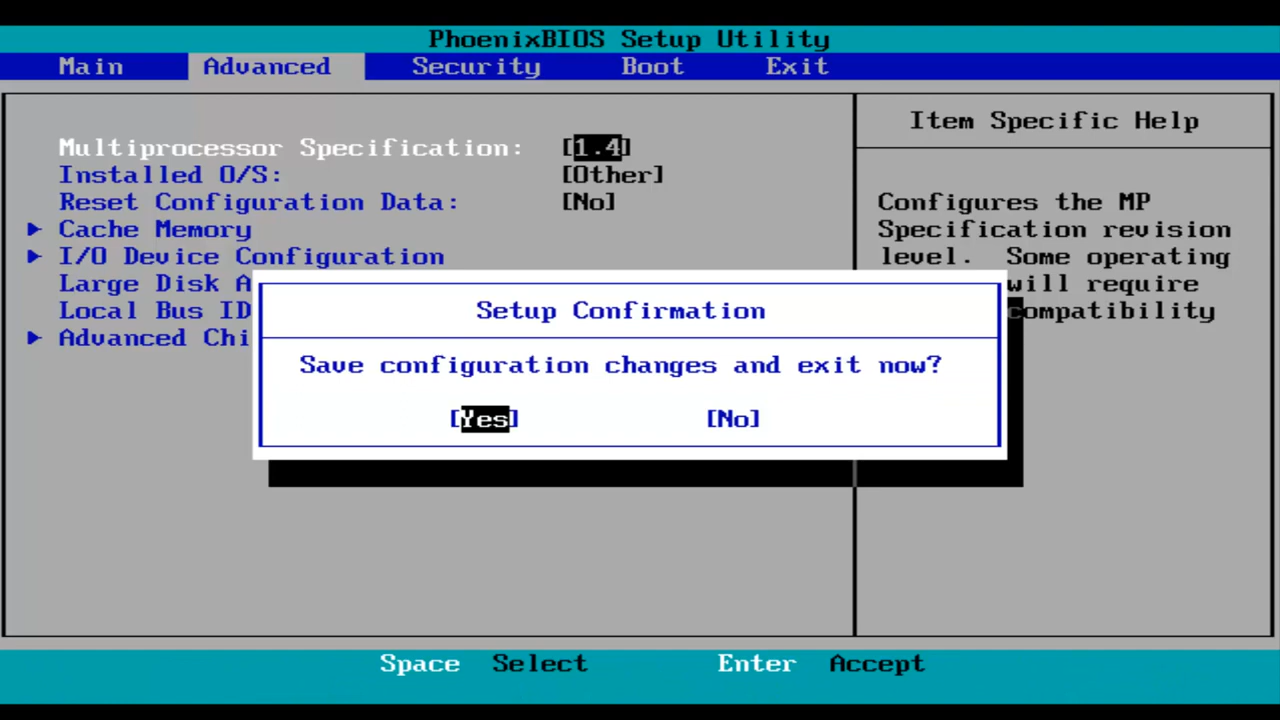 PhoenixBIOS Setup Utility
Main Advanced Security Boot Exit
Multiprocessor Specification: [1.4]
Installed O/S: [Other]
Reset Configuration Data: [No]
Cache Memory
I/O Device Configuration
Large Disk A
Local Bus ID
Advanced Chi
Item Specific Help
Configures the MP
Specification revision
level. Some operating
will require
compatibility
Setup Confirmation
Save configuration changes and exit now?
[Yes] [No]
Space Select Enter Accept